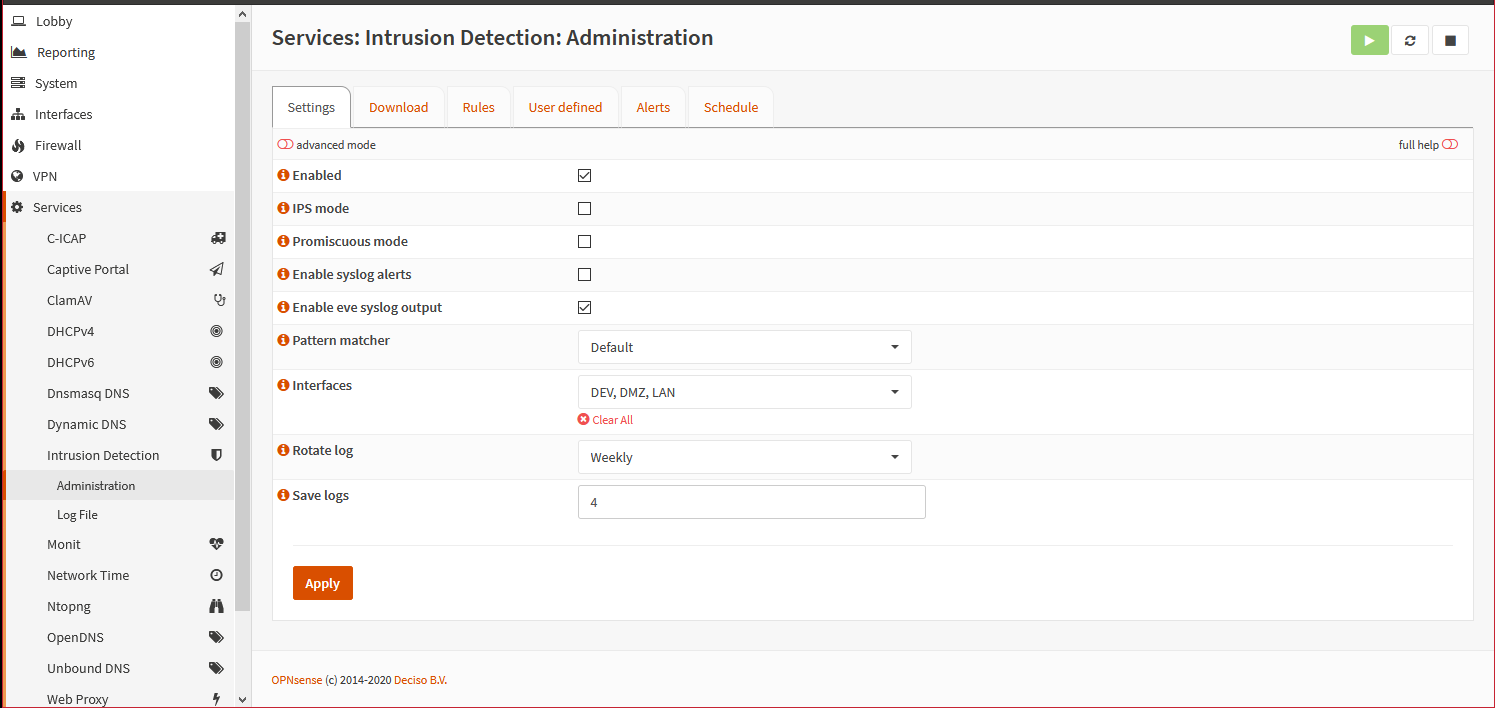 Lobby
Reporting
System
Interfaces
Firewall
VPN
Services
C-ICAP
Captive Portal
ClamAV
DHCPv4
DHCPv6
Dnsmasq DNS
Dynamic DNS
Intrusion Detection
Administration
Log File
Monit
Network Time
Ntopng
OpenDNS
Unbound DNS
Web Proxy
Services: Intrusion Detection: Administration
Settings Download Rules User defined Alerts Schedule
advanced mode full help
Enabled
IPS mode
Promiscuous mode
Enable syslog alerts
Enable eve syslog output
Pattern matcher Default
Interfaces DEV, DMZ, LAN
Clear All
Rotate log Weekly
Save logs 4
Apply
OPNsense (c) 2014-2020 Deciso B.V.